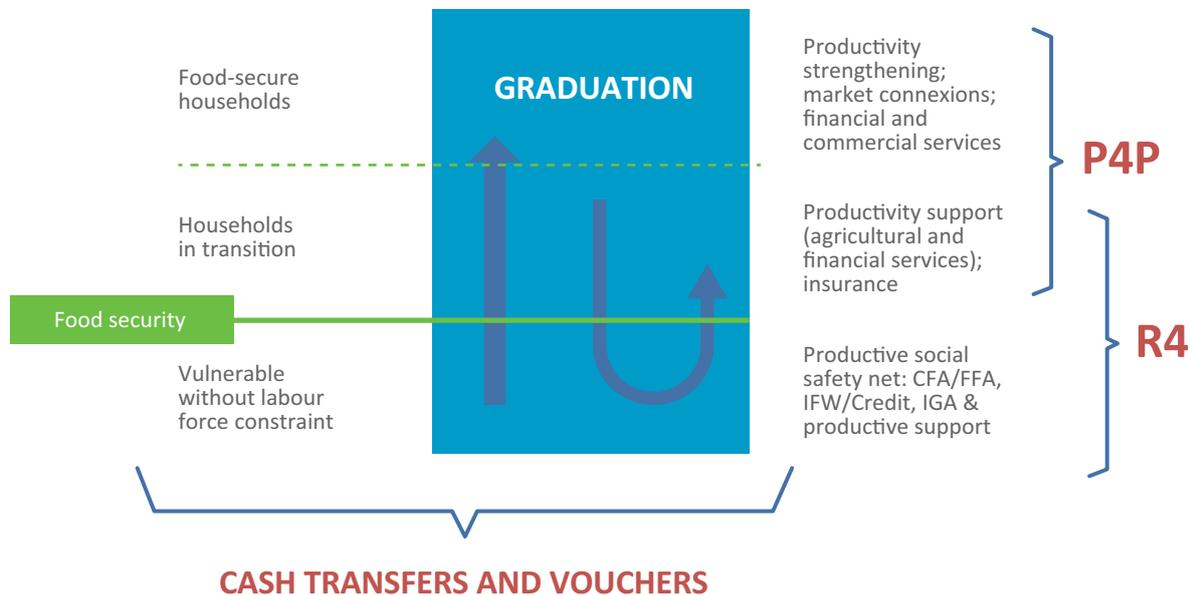 Food-secure
households
GRADUATION
Productivity
strengthening;
market connexions;
financial and
commercial services
P4P
Households
in transition
Productivity support
(agricultural and
financial services);
insurance
Food security
R4
Vulnerable
without labour
force constraint
Productive social
safety net: CFA/FFA,
IFW/Credit, IGA &
productive support
CASH TRANSFERS AND VOUCHERS